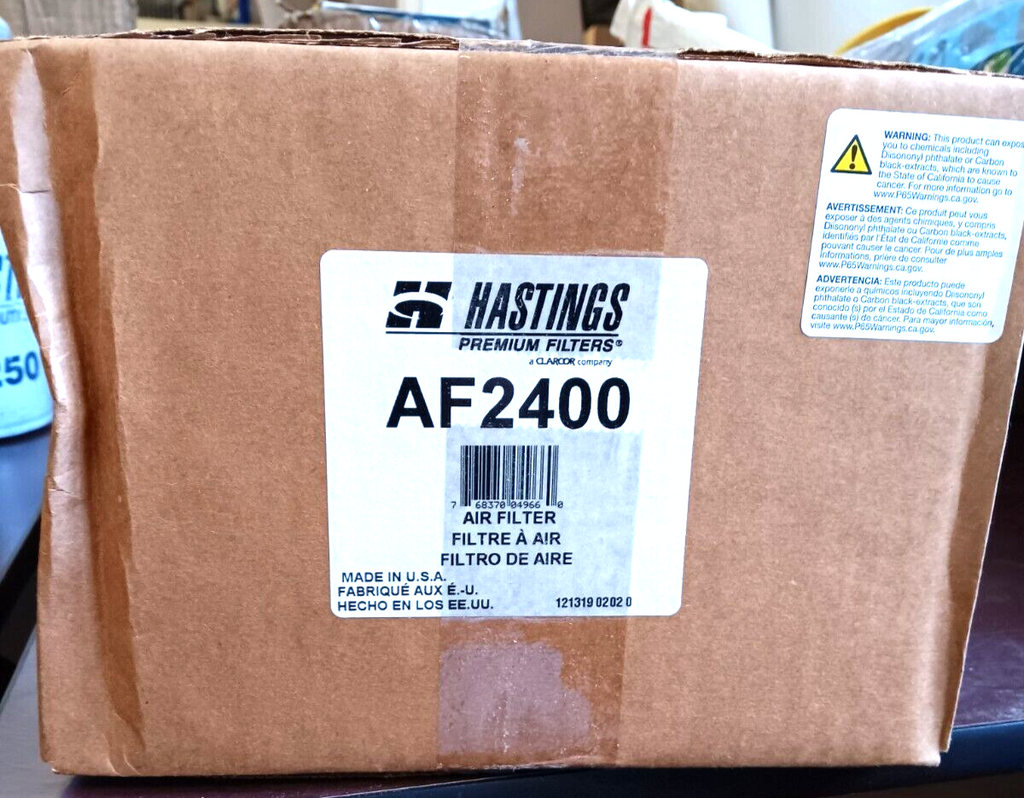 HASTINGS
PREMIUM FILTERS®
a CLARCOR company
AF2400
7 68370 04966 0
AIR FILTER
FILTRE À AIR
FILTRO DE AIRE
MADE IN U.S.A.
FABRIQUÉ AUX É.-U.
HECHO EN LOS EE.UU.
121319 0202 0
WARNING: This product can expos
you to chemicals including
Diisononyl phthalate or Carbon
black-extracts, which are known to
the State of California to cause
cancer. For more information go to
www.P65Warnings.ca.gov.
AVERTISSEMENT: Ce produit peut vous
exposer à des agents chimiques, y compris
Diisononyl phthalate ou Carbon black-extracts,
identifiés par l'État de Californie comme
pouvant causer le cancer. Pour de plus amples
informations, prière de consulter
www.P65Warnings.ca.gov.
ADVERTENCIA: Este producto puede
exponerle a químicos incluyendo Diisononyl
phthalate o Carbon black-extracts, que son
conocido (s) por el Estado de California como
causante (s) de cáncer. Para mayor información,
visite www.P65Warnings.ca.gov.
50